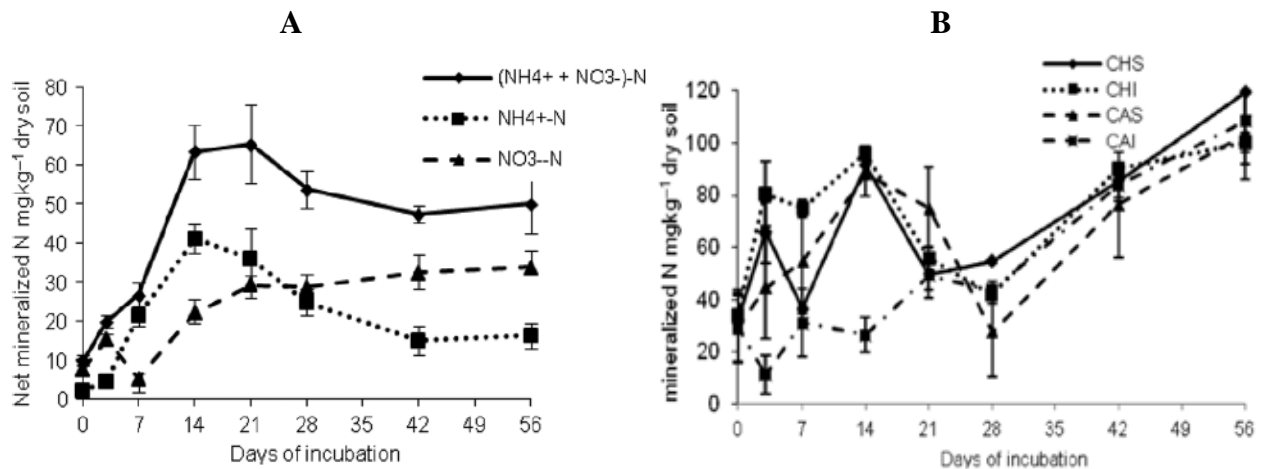 A
Net mineralized N mgkg⁻¹ dry soil
80
70
60
50
40
30
20
10
0
0 7 14 21 28 35 42 49 56
Days of incubation
(NH4+ + NO3-)-N
NH4+-N
NO3--N
B
mineralized N mgkg⁻¹ dry soil
120
100
80
60
40
20
0
0 7 14 21 28 35 42 49 56
Days of incubation
CHS
CHI
CAS
CAI